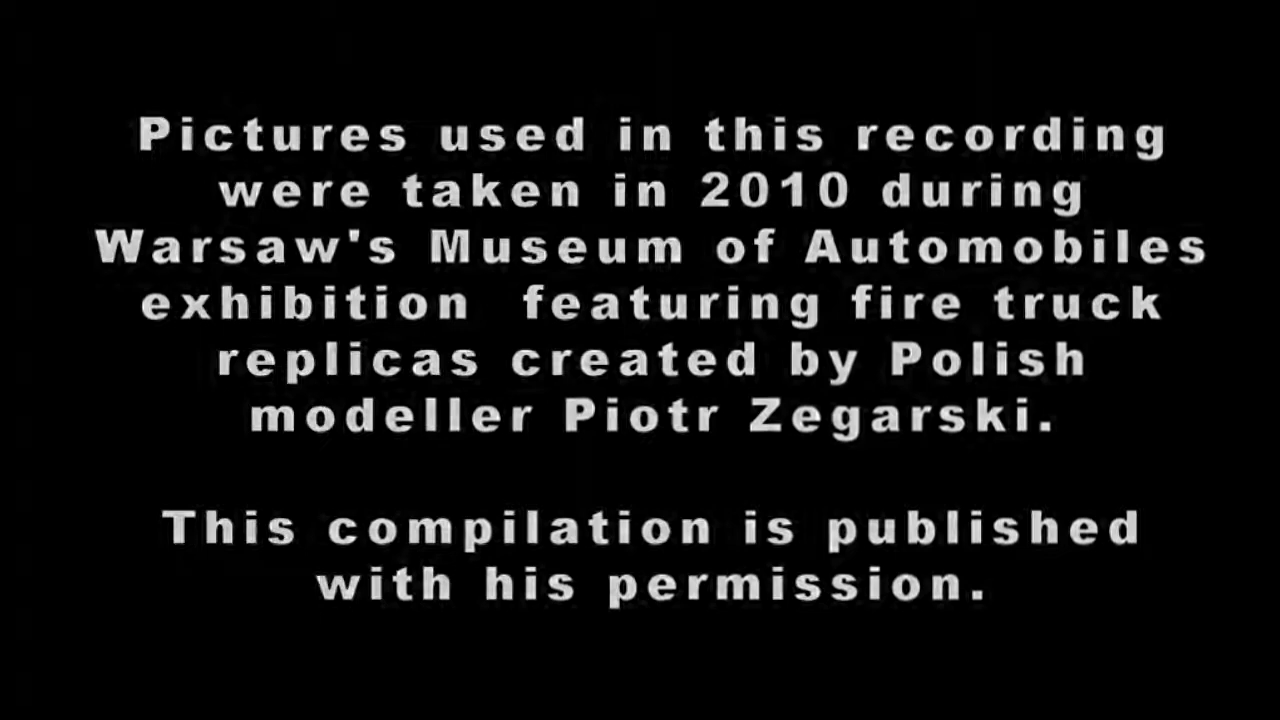 Pictures used in this recording
were taken in 2010 during
Warsaw's Museum of Automobiles
exhibition  featuring fire truck
replicas created by Polish
modeller Piotr Zegarski.
This compilation is published
with his permission.